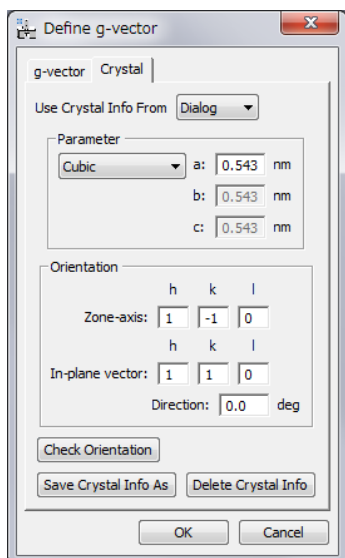 Define g-vector
g-vector Crystal
Use Crystal Info From Dialog
Parameter
Cubic a: 0.543 nm
b: 0.543 nm
c: 0.543 nm
Orientation
h k l
Zone-axis: 1 -1 0
h k l
In-plane vector: 1 1 0
Direction: 0.0 deg
Check Orientation
Save Crystal Info As Delete Crystal Info
OK Cancel